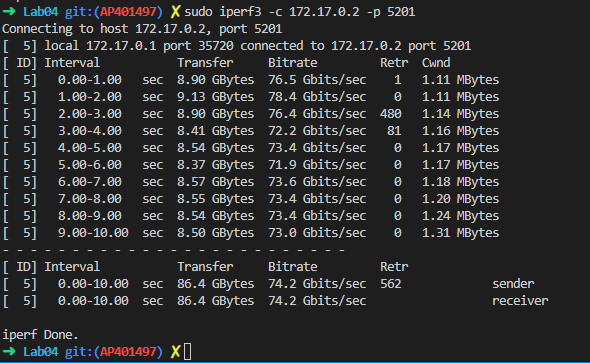 ➜ Lab04 git:(AP401497) ✗ sudo iperf3 -c 172.17.0.2 -p 5201
Connecting to host 172.17.0.2, port 5201
[  5] local 172.17.0.1 port 35720 connected to 172.17.0.2 port 5201
[ ID] Interval           Transfer     Bitrate         Retr  Cwnd
[  5]   0.00-1.00   sec  8.90 GBytes  76.5 Gbits/sec    1   1.11 MBytes
[  5]   1.00-2.00   sec  9.13 GBytes  78.4 Gbits/sec    0   1.11 MBytes
[  5]   2.00-3.00   sec  8.90 GBytes  76.4 Gbits/sec  480   1.14 MBytes
[  5]   3.00-4.00   sec  8.41 GBytes  72.2 Gbits/sec   81   1.16 MBytes
[  5]   4.00-5.00   sec  8.54 GBytes  73.4 Gbits/sec    0   1.17 MBytes
[  5]   5.00-6.00   sec  8.37 GBytes  71.9 Gbits/sec    0   1.17 MBytes
[  5]   6.00-7.00   sec  8.57 GBytes  73.6 Gbits/sec    0   1.18 MBytes
[  5]   7.00-8.00   sec  8.55 GBytes  73.4 Gbits/sec    0   1.20 MBytes
[  5]   8.00-9.00   sec  8.54 GBytes  73.4 Gbits/sec    0   1.24 MBytes
[  5]   9.00-10.00  sec  8.50 GBytes  73.0 Gbits/sec    0   1.31 MBytes
- - - - - - - - - - - - - - - - - - - - - - - - -
[ ID] Interval           Transfer     Bitrate         Retr
[  5]   0.00-10.00  sec  86.4 GBytes  74.2 Gbits/sec  562             sender
[  5]   0.00-10.00  sec  86.4 GBytes  74.2 Gbits/sec                  receiver

iperf Done.
➜ Lab04 git:(AP401497) ✗